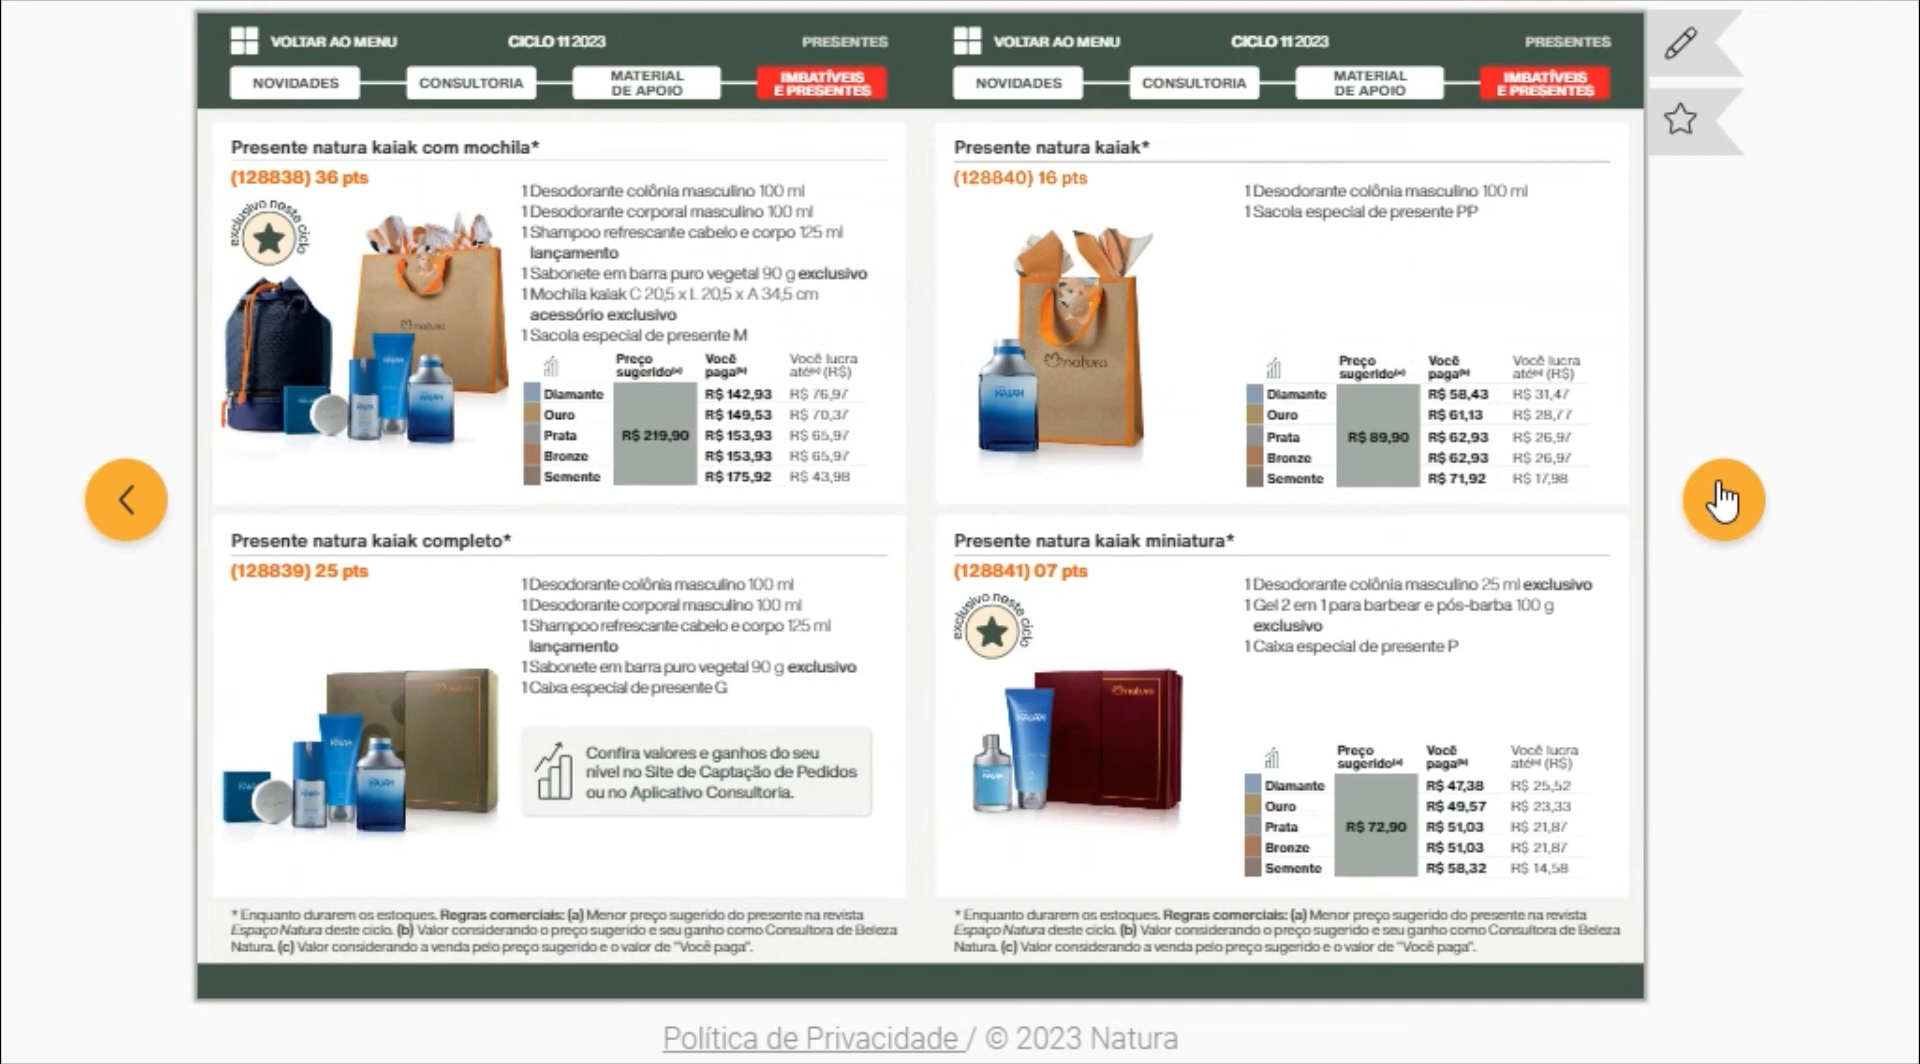 VOLTAR AO MENU
CICLO 11 2023
PRESENTES
NOVIDADES
CONSULTORIA
MATERIAL
DE APOIO
IMBATÍVEIS
E PRESENTES
Presente natura kaiak com mochila*
(128838) 36 pts
exclusivo neste ciclo
1 Desodorante colônia masculino 100 ml
1 Desodorante corporal masculino 100 ml
1 Shampoo refrescante cabelo e corpo 125 ml
lançamento
1 Sabonete em barra puro vegetal 90 g exclusivo
1 Mochila kaiak C 20,5 x L 20,5 x A 34,5 cm
acessório exclusivo
1 Sacola especial de presente M
natura
KAIAK
Preço sugerido(a) Você paga(b) Você lucra até(c) (R$)
Diamante R$ 142,93 R$ 76,97
Ouro R$ 149,53 R$ 70,37
Prata R$ 219,90 R$ 153,93 R$ 65,97
Bronze R$ 153,93 R$ 65,97
Semente R$ 175,92 R$ 43,98
Presente natura kaiak completo*
(128839) 25 pts
1 Desodorante colônia masculino 100 ml
1 Desodorante corporal masculino 100 ml
1 Shampoo refrescante cabelo e corpo 125 ml
lançamento
1 Sabonete em barra puro vegetal 90 g exclusivo
1 Caixa especial de presente G
natura
KAIAK
Confira valores e ganhos do seu
nível no Site de Captação de Pedidos
ou no Aplicativo Consultoria.
* Enquanto durarem os estoques. Regras comerciais: (a) Menor preço sugerido do presente na revista
Espaço Natura deste ciclo. (b) Valor considerando o preço sugerido e seu ganho como Consultora de Beleza
Natura. (c) Valor considerando a venda pelo preço sugerido e o valor de "Você paga".
VOLTAR AO MENU
CICLO 11 2023
PRESENTES
NOVIDADES
CONSULTORIA
MATERIAL
DE APOIO
IMBATÍVEIS
E PRESENTES
Presente natura kaiak*
(128840) 16 pts
1 Desodorante colônia masculino 100 ml
1 Sacola especial de presente PP
natura
KAIAK
Preço sugerido(a) Você paga(b) Você lucra até(c) (R$)
Diamante R$ 58,43 R$ 31,47
Ouro R$ 61,13 R$ 28,77
Prata R$ 89,90 R$ 62,93 R$ 26,97
Bronze R$ 62,93 R$ 26,97
Semente R$ 71,92 R$ 17,98
Presente natura kaiak miniatura*
(128841) 07 pts
exclusivo neste ciclo
1 Desodorante colônia masculino 25 ml exclusivo
1 Gel 2 em 1 para barbear e pós-barba 100 g
exclusivo
1 Caixa especial de presente P
natura
KAIAK
Preço sugerido(a) Você paga(b) Você lucra até(c) (R$)
Diamante R$ 47,38 R$ 25,52
Ouro R$ 49,57 R$ 23,33
Prata R$ 72,90 R$ 51,03 R$ 21,87
Bronze R$ 51,03 R$ 21,87
Semente R$ 58,32 R$ 14,58
* Enquanto durarem os estoques. Regras comerciais: (a) Menor preço sugerido do presente na revista
Espaço Natura deste ciclo. (b) Valor considerando o preço sugerido e seu ganho como Consultora de Beleza
Natura. (c) Valor considerando a venda pelo preço sugerido e o valor de "Você paga".
Política de Privacidade / © 2023 Natura